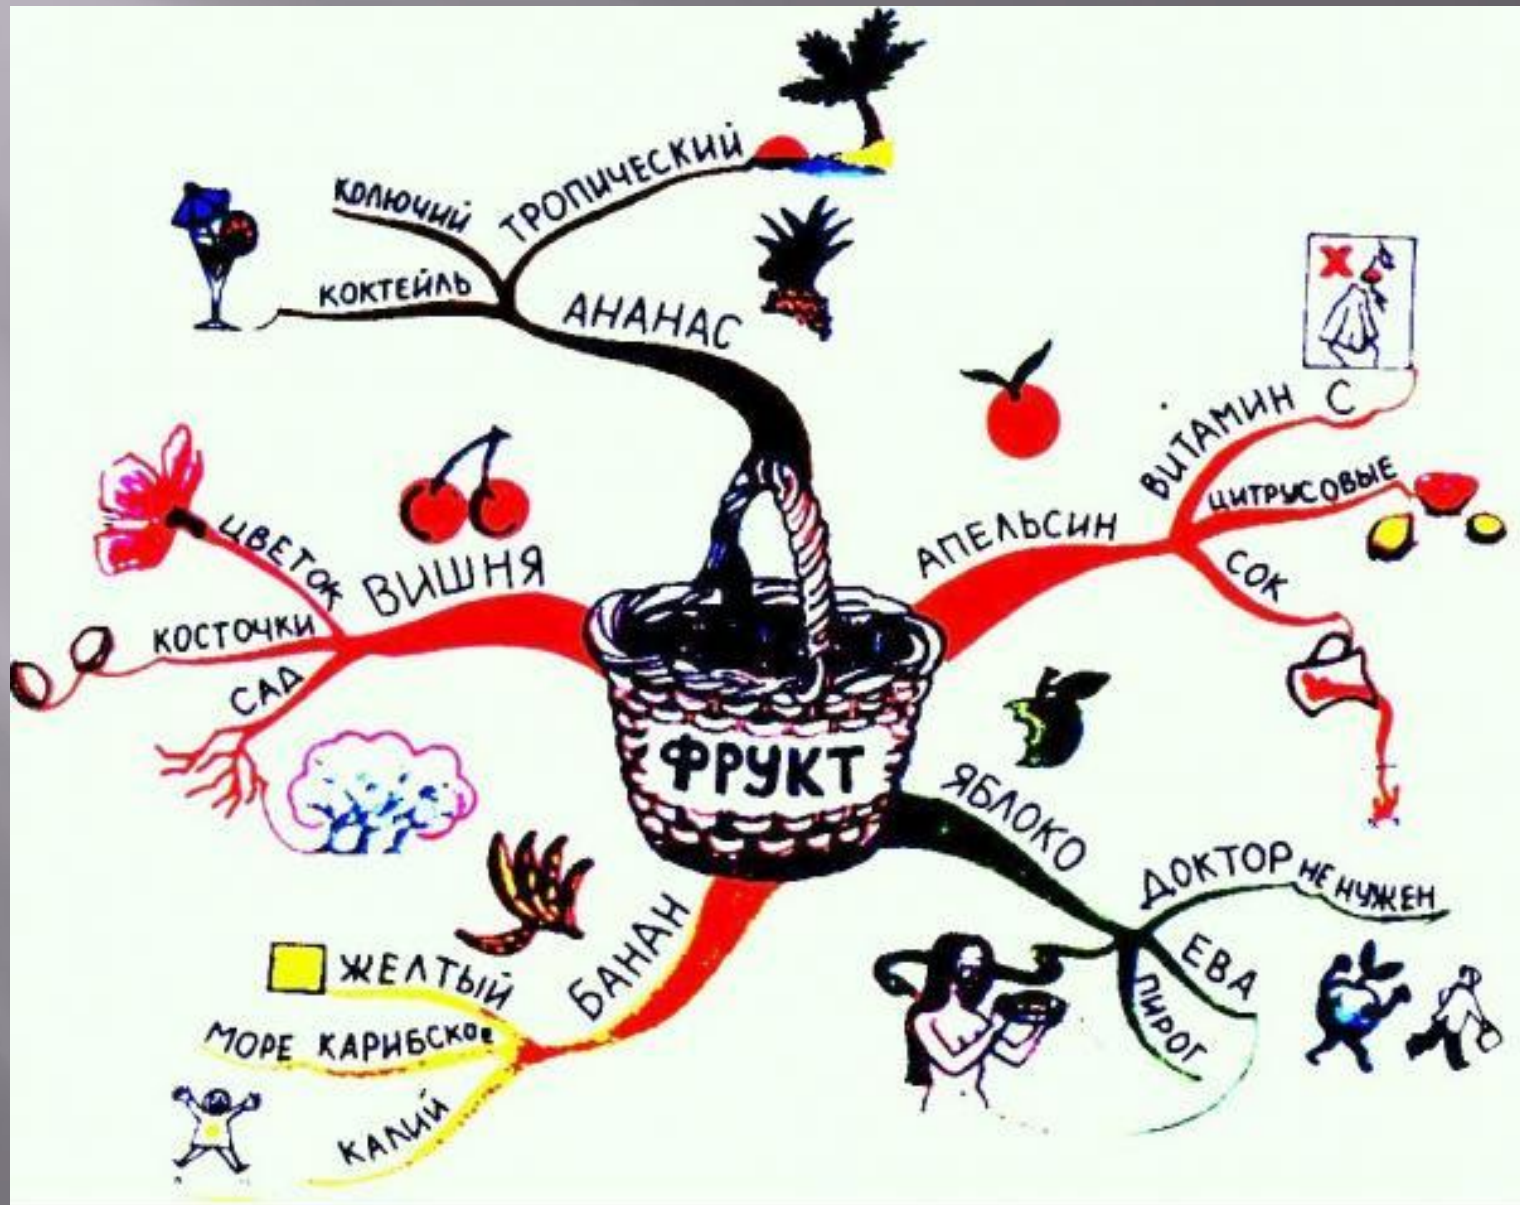 ТРОПИЧЕСКИЙ
КОЛЮЧИЙ
КОКТЕЙЛЬ
АНАНАС
ВИТАМИН С
ЦИТРУСОВЫЕ
СОК
АПЕЛЬСИН
ЦВЕТОК
ВИШНЯ
КОСТОЧКИ
САД
ФРУКТ
ЯБЛОКО
ДОКТОР НЕ НУЖЕН
ЕВА
ПИРОГ
БАНАН
ЖЕЛТЫЙ
МОРЕ КАРИБСКОЕ
КАЛИЙ